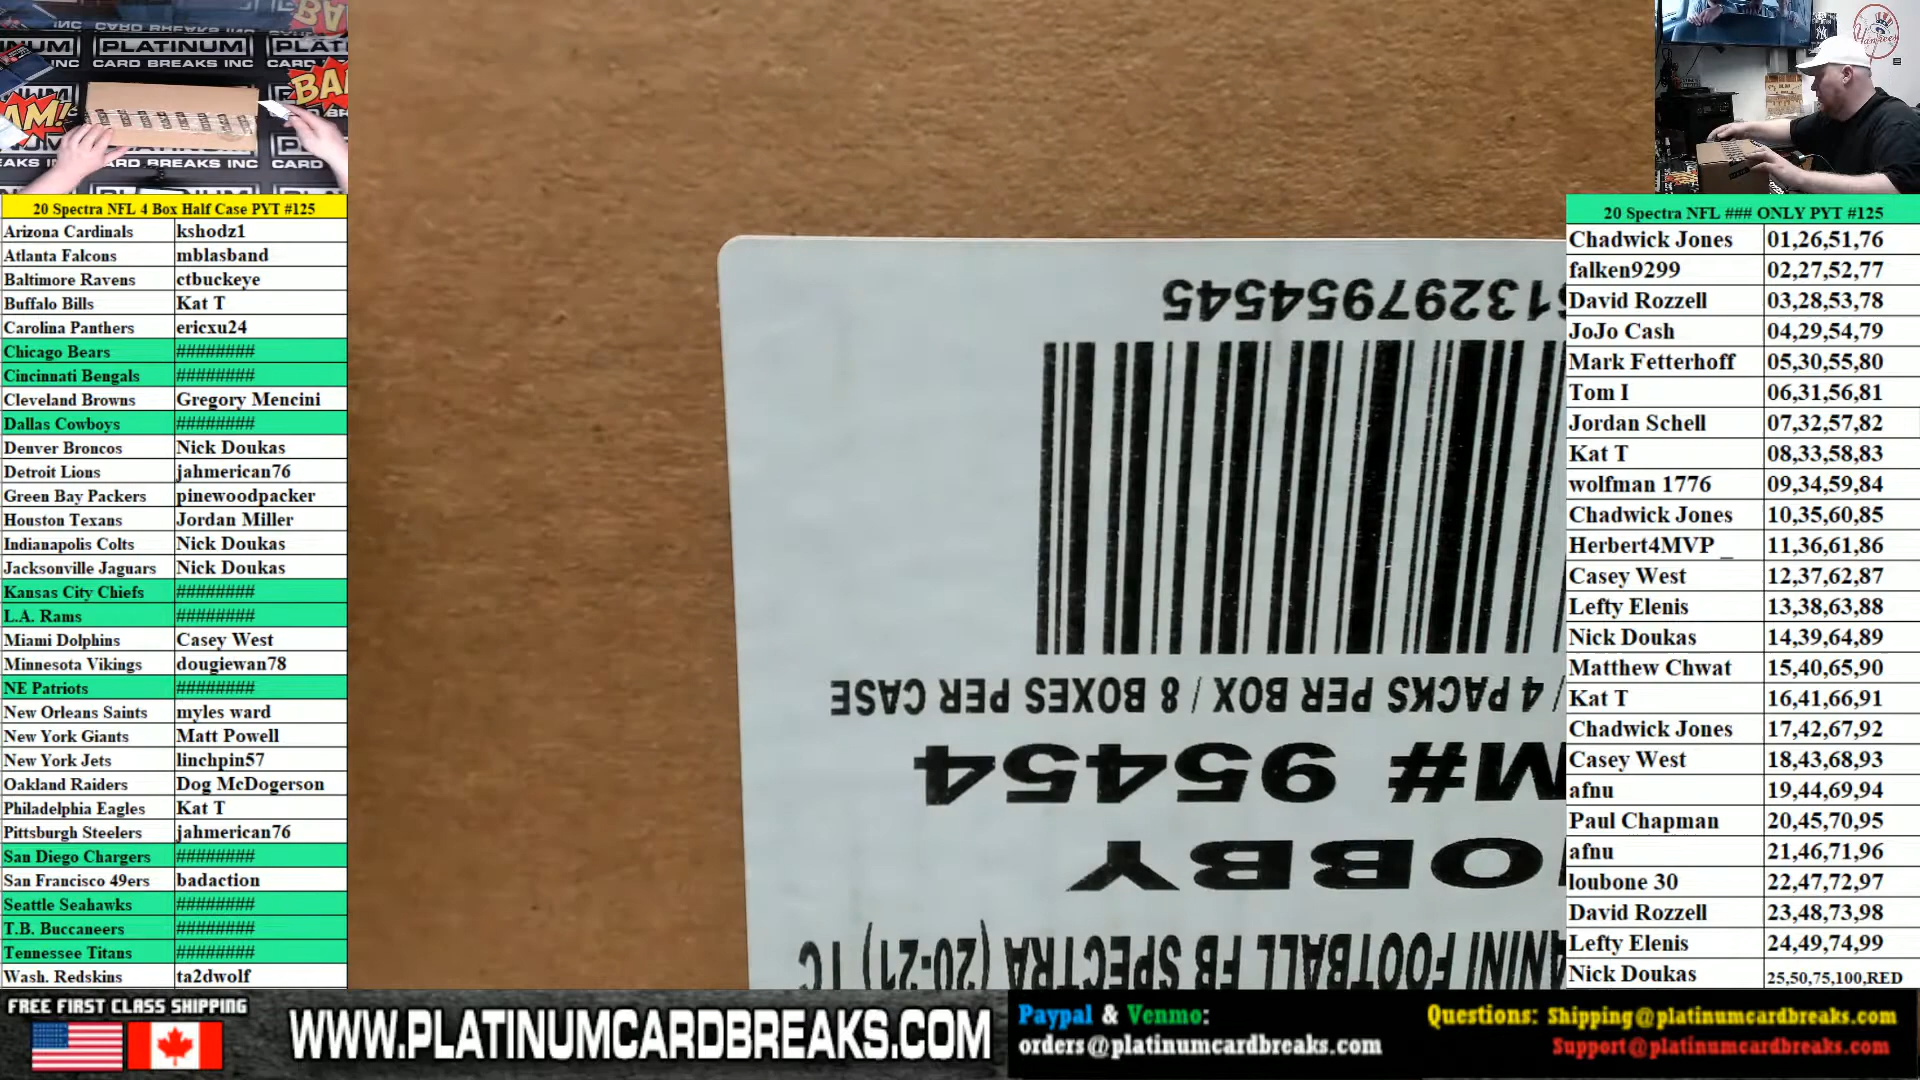 PLATINUM
CARD BREAKS INC
BAM!
Yankees
20 Spectra NFL 4 Box Half Case PYT #125
Arizona Cardinals kshodz1
Atlanta Falcons mblasband
Baltimore Ravens ctbuckeye
Buffalo Bills Kat T
Carolina Panthers ericxu24
Chicago Bears ########
Cincinnati Bengals ########
Cleveland Browns Gregory Mencini
Dallas Cowboys ########
Denver Broncos Nick Doukas
Detroit Lions jahmerican76
Green Bay Packers pinewoodpacker
Houston Texans Jordan Miller
Indianapolis Colts Nick Doukas
Jacksonville Jaguars Nick Doukas
Kansas City Chiefs ########
L.A. Rams ########
Miami Dolphins Casey West
Minnesota Vikings dougiewan78
NE Patriots ########
New Orleans Saints myles ward
New York Giants Matt Powell
New York Jets linchpin57
Oakland Raiders Dog McDogerson
Philadelphia Eagles Kat T
Pittsburgh Steelers jahmerican76
San Diego Chargers ########
San Francisco 49ers badaction
Seattle Seahawks ########
T.B. Buccaneers ########
Tennessee Titans ########
Wash. Redskins ta2dwolf
ANINI FOOTBALL FB SPECTRA (20-21) TC
OBBY
M# 95454
/ 4 PACKS PER BOX / 8 BOXES PER CASE
613297954545
20 Spectra NFL ### ONLY PYT #125
Chadwick Jones 01,26,51,76
falken9299 02,27,52,77
David Rozzell 03,28,53,78
JoJo Cash 04,29,54,79
Mark Fetterhoff 05,30,55,80
Tom I 06,31,56,81
Jordan Schell 07,32,57,82
Kat T 08,33,58,83
wolfman 1776 09,34,59,84
Chadwick Jones 10,35,60,85
Herbert4MVP _ 11,36,61,86
Casey West 12,37,62,87
Lefty Elenis 13,38,63,88
Nick Doukas 14,39,64,89
Matthew Chwat 15,40,65,90
Kat T 16,41,66,91
Chadwick Jones 17,42,67,92
Casey West 18,43,68,93
afnu 19,44,69,94
Paul Chapman 20,45,70,95
afnu 21,46,71,96
loubone 30 22,47,72,97
David Rozzell 23,48,73,98
Lefty Elenis 24,49,74,99
Nick Doukas 25,50,75,100,RED
FREE FIRST CLASS SHIPPING
WWW.PLATINUMCARDBREAKS.COM
Paypal & Venmo:
orders@platinumcardbreaks.com
Questions: Shipping@platinumcardbreaks.com
Support@platinumcardbreaks.com